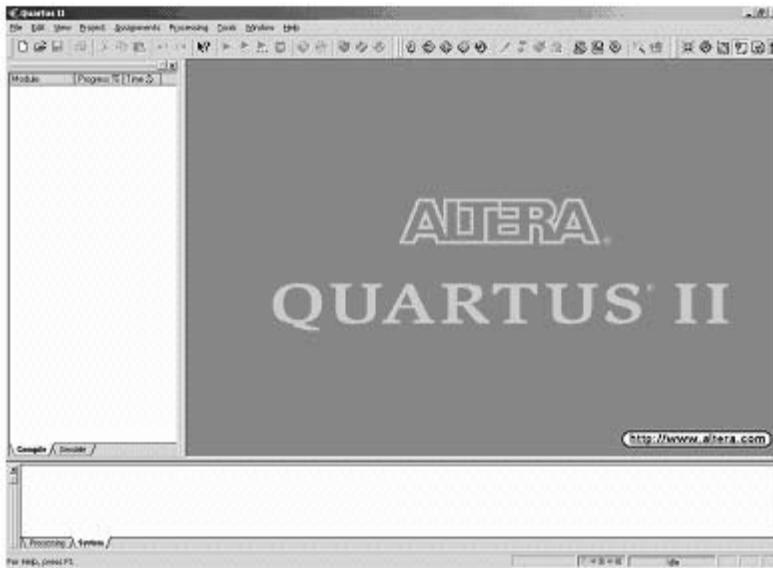 Quartus II
File Edit View Project Assignments Processing Tools Window Help
Module Progress % Time
ALTERA®
QUARTUS® II
http://www.altera.com
Compile Simulate
Processing System
For Help, press F1
Idle